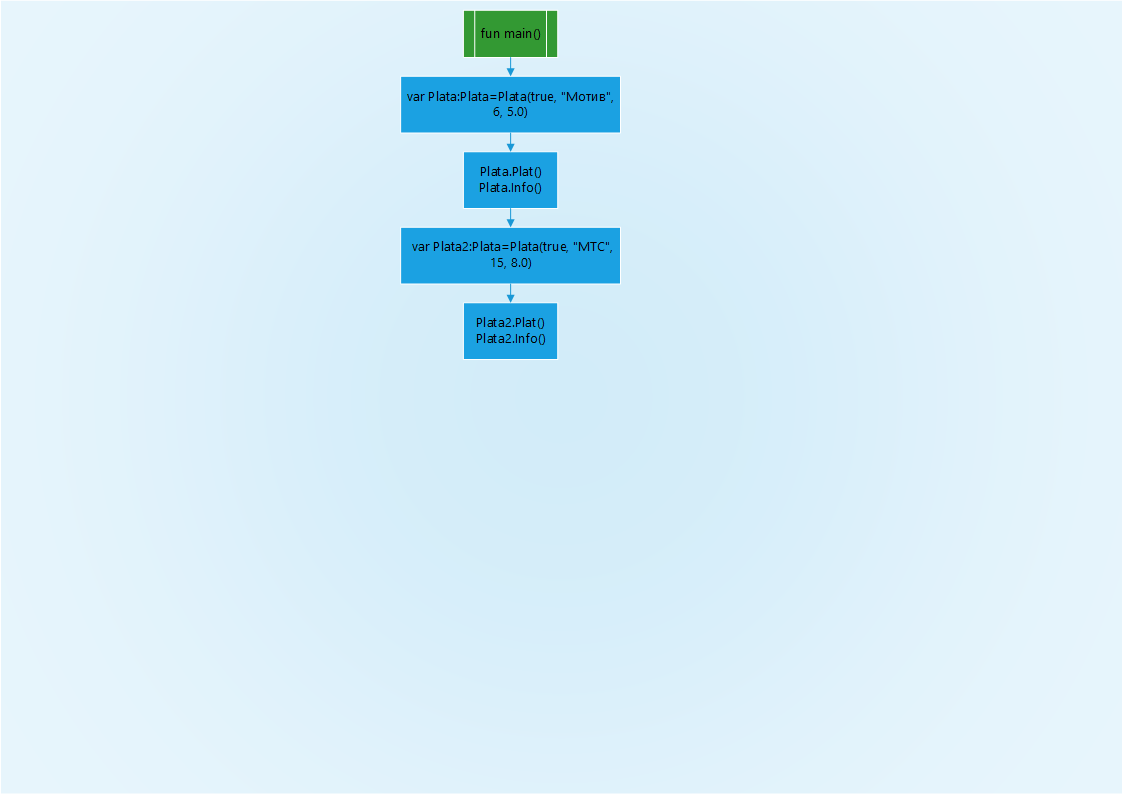 fun main()
var Plata:Plata=Plata(true, "Мотив",
6, 5.0)
Plata.Plat()
Plata.Info()
var Plata2:Plata=Plata(true, "МТС",
15, 8.0)
Plata2.Plat()
Plata2.Info()